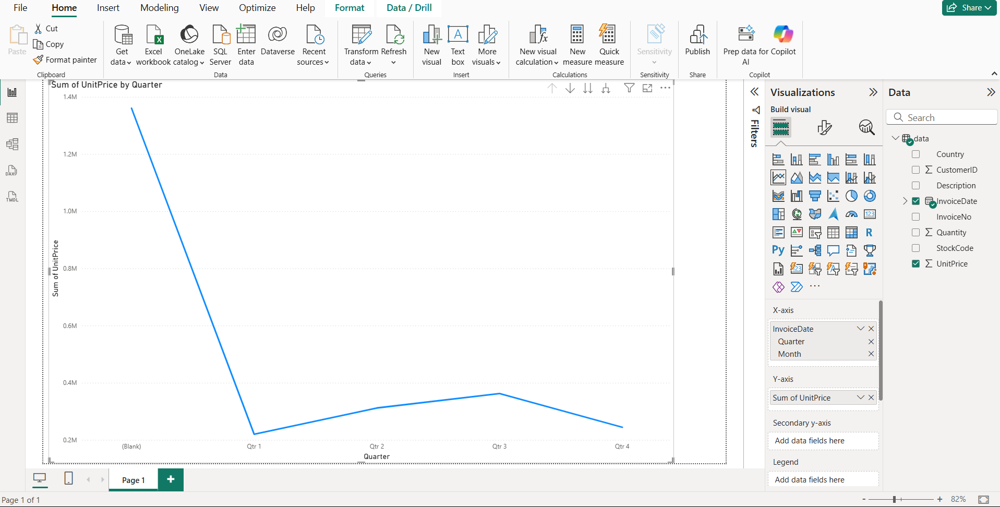 File
Home
Insert
Modeling
View
Optimize
Help
Format
Data / Drill
Share
Paste
Cut
Copy
Format painter
Clipboard
Get
data
Excel
workbook
OneLake
catalog
SQL
Server
Enter
data
Dataverse
Recent
sources
Data
Transform
data
Refresh
Queries
New
visual
A
Text
box
More
visuals
Insert
New visual
calculation
New
measure
Quick
measure
Calculations
Sensitivity
Sensitivity
Publish
Share
Prep data for
AI
Copilot
Copilot
Sum of UnitPrice by Quarter
1.4M
1.2M
1.0M
0.8M
0.6M
0.4M
0.2M
Sum of UnitPrice
(Blank)
Qtr 1
Qtr 2
Qtr 3
Qtr 4
Quarter
DAX
TMDL
Filters
Visualizations
Build visual
123
R
Py
123
X-axis
InvoiceDate
Quarter
Month
Y-axis
Sum of UnitPrice
Secondary y-axis
Add data fields here
Legend
Add data fields here
Data
Search
data
Country
CustomerID
Description
InvoiceDate
InvoiceNo
Quantity
StockCode
UnitPrice
Page 1
Page 1 of 1
82%